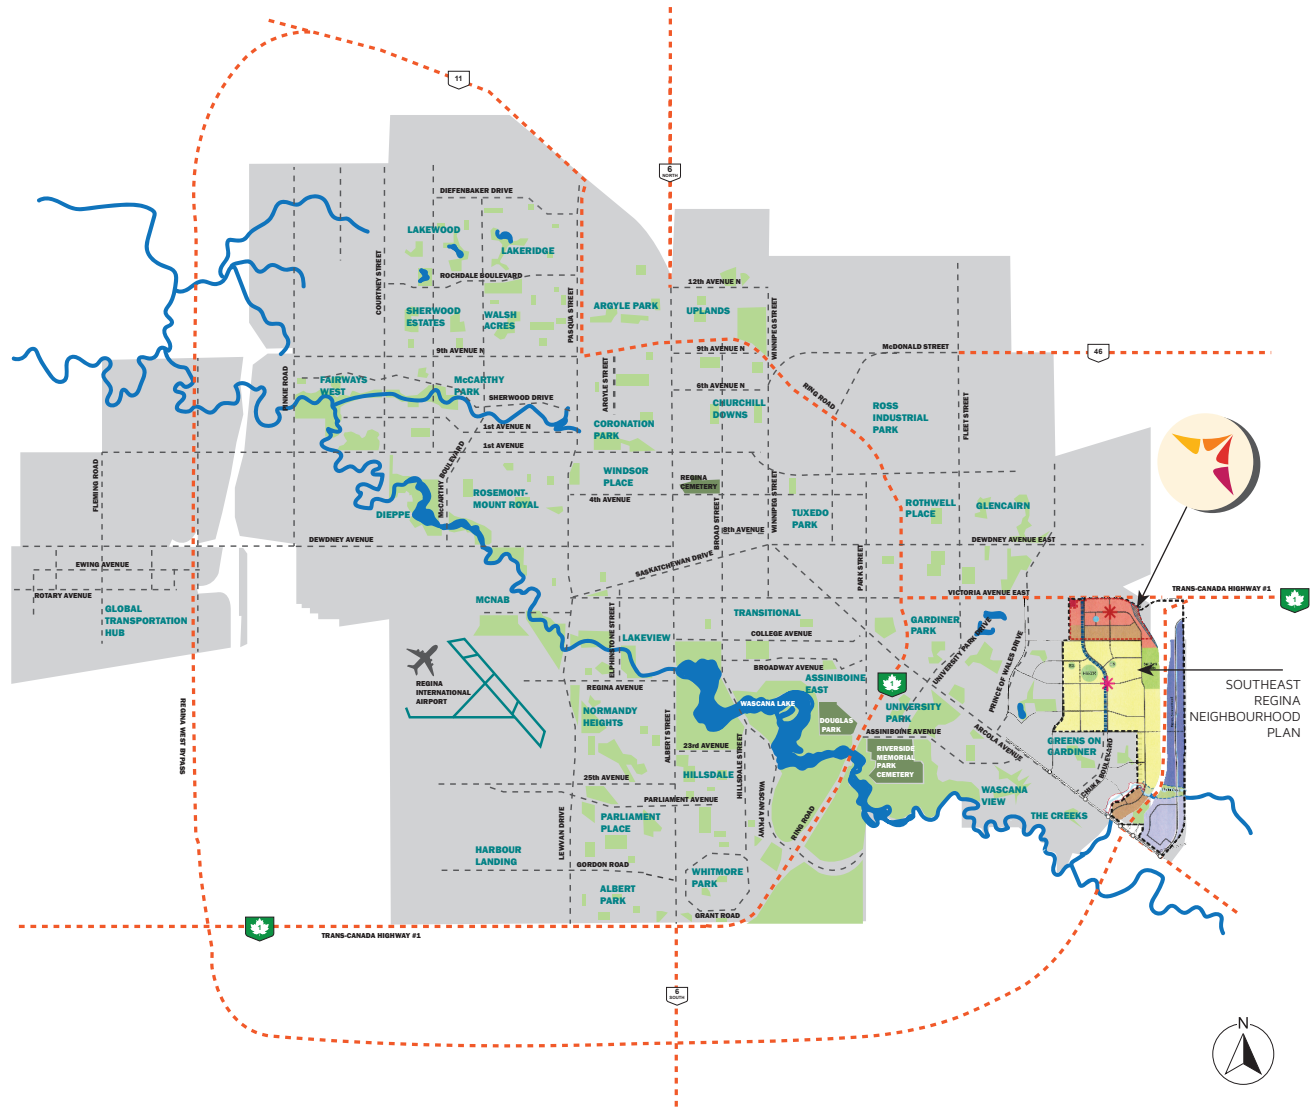 11
6
NORTH
DIEFENBAKER DRIVE
LAKEWOOD
LAKERIDGE
COURTNEY STREET
ROCHDALE BOULEVARD
12th AVENUE N
SHERWOOD
ESTATES
WALSH
ACRES
PASQUA STREET
ARGYLE PARK
UPLANDS
WINNIPEG STREET
9th AVENUE N
9th AVENUE N
McDONALD STREET
46
PINKIE ROAD
FAIRWAYS
WEST
McCARTHY
PARK
SHERWOOD DRIVE
ARGYLE STREET
6th AVENUE N
RING ROAD
CHURCHILL
DOWNS
ROSS
INDUSTRIAL
PARK
FLEET STREET
1st AVENUE N
CORONATION
PARK
1st AVENUE
McCARTHY BOULEVARD
FLEMING ROAD
WINDSOR
PLACE
REGINA
CEMETERY
WINNIPEG STREET
ROSEMONT-
MOUNT ROYAL
4th AVENUE
DIEPPE
BROAD STREET
8th AVENUE
TUXEDO
PARK
ROTHWELL
PLACE
GLENCAIRN
DEWDNEY AVENUE
DEWDNEY AVENUE EAST
SASKATCHEWAN DRIVE
PARK STREET
EWING AVENUE
ROTARY AVENUE
GLOBAL
TRANSPORTATION
HUB
MCNAB
VICTORIA AVENUE EAST
TRANS-CANADA HIGHWAY #1
1
ELPHINSTONE STREET
LAKEVIEW
TRANSITIONAL
COLLEGE AVENUE
GARDINER
PARK
UNIVERSITY PARK DRIVE
PRINCE OF WALES DRIVE
BROADWAY AVENUE
ASSINIBOINE
EAST
1
REGINA
INTERNATIONAL
AIRPORT
REGINA AVENUE
SOUTHEAST
REGINA
NEIGHBOURHOOD
PLAN
WASCANA LAKE
NORMANDY
HEIGHTS
ALBERT STREET
DOUGLAS
PARK
UNIVERSITY
PARK
ASSINIBOINE AVENUE
ARCOLA AVENUE
REGINA WEST BYPASS
23rd AVENUE
HILLSDALE STREET
RIVERSIDE
MEMORIAL
PARK
CEMETERY
GREENS ON
GARDINER
CHUKA BOULEVARD
25th AVENUE
HILLSDALE
WASCANA PKWY
WASCANA
VIEW
PARLIAMENT AVENUE
PARLIAMENT
PLACE
RING ROAD
THE CREEKS
LEWVAN DRIVE
HARBOUR
LANDING
GORDON ROAD
WHITMORE
PARK
ALBERT
PARK
GRANT ROAD
1
TRANS-CANADA HIGHWAY #1
6
SOUTH
N